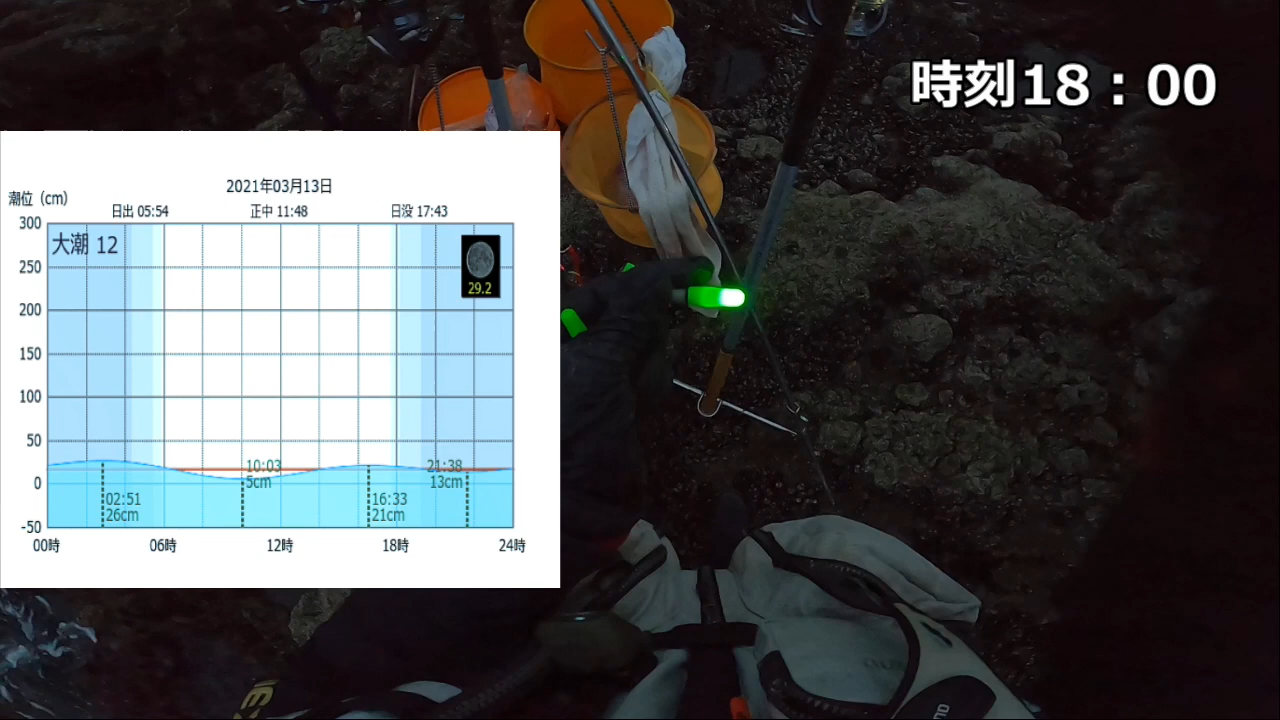 時刻18：00
2021年03月13日
潮位（cm）
日出 05:54 正中 11:48 日没 17:43
300
大潮 12
250
29.2
200
150
100
50
10:03
5cm
21:38
13cm
0
02:51
26cm
16:33
21cm
-50
00時 06時 12時 18時 24時